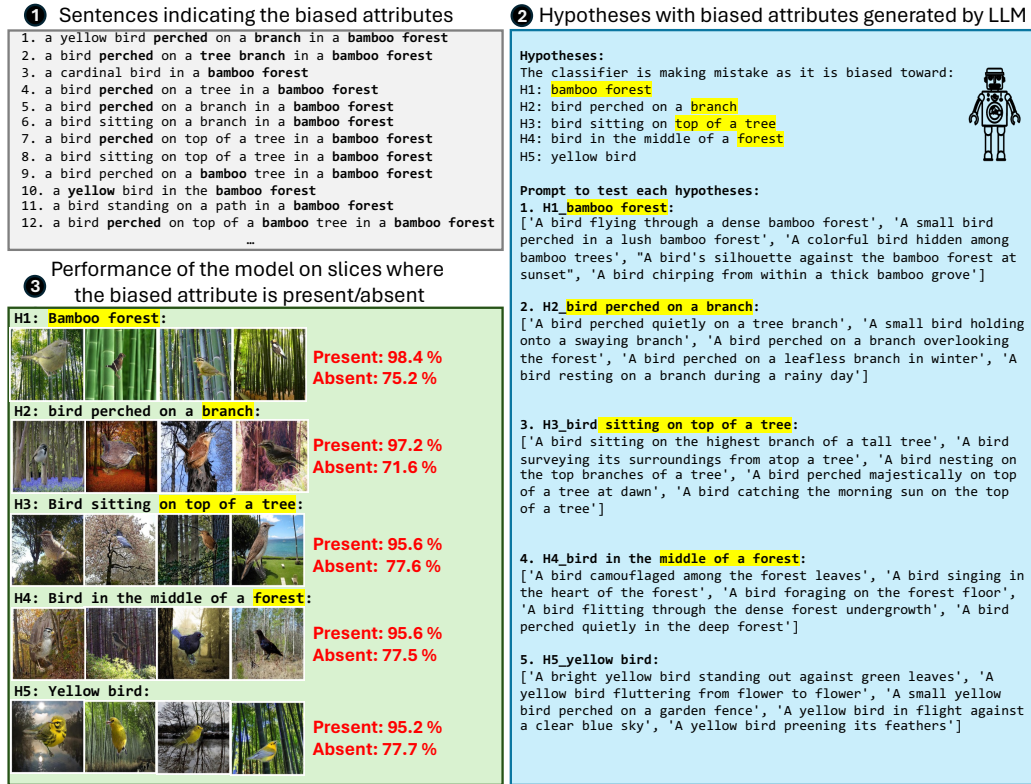 1 Sentences indicating the biased attributes
1. a yellow bird perched on a branch in a bamboo forest
2. a bird perched on a tree branch in a bamboo forest
3. a cardinal bird in a bamboo forest
4. a bird perched on a tree in a bamboo forest
5. a bird perched on a branch in a bamboo forest
6. a bird sitting on a branch in a bamboo forest
7. a bird perched on top of a tree in a bamboo forest
8. a bird sitting on top of a tree in a bamboo forest
9. a bird perched on a bamboo tree in a bamboo forest
10. a yellow bird in the bamboo forest
11. a bird standing on a path in a bamboo forest
12. a bird perched on top of a bamboo tree in a bamboo forest
…
3 Performance of the model on slices where
the biased attribute is present/absent
H1: Bamboo forest:
Present: 98.4 %
Absent: 75.2 %
H2: bird perched on a branch:
Present: 97.2 %
Absent: 71.6 %
H3: Bird sitting on top of a tree:
Present: 95.6 %
Absent: 77.6 %
H4: Bird in the middle of a forest:
Present: 95.6 %
Absent: 77.5 %
H5: Yellow bird:
Present: 95.2 %
Absent: 77.7 %
2 Hypotheses with biased attributes generated by LLM
Hypotheses:
The classifier is making mistake as it is biased toward:
H1: bamboo forest
H2: bird perched on a branch
H3: bird sitting on top of a tree
H4: bird in the middle of a forest
H5: yellow bird
Prompt to test each hypotheses:
1. H1_bamboo forest:
['A bird flying through a dense bamboo forest', 'A small bird
perched in a lush bamboo forest', 'A colorful bird hidden among
bamboo trees', "A bird's silhouette against the bamboo forest at
sunset", 'A bird chirping from within a thick bamboo grove']
2. H2_bird perched on a branch:
['A bird perched quietly on a tree branch', 'A small bird holding
onto a swaying branch', 'A bird perched on a branch overlooking
the forest', 'A bird perched on a leafless branch in winter', 'A
bird resting on a branch during a rainy day']
3. H3_bird sitting on top of a tree:
['A bird sitting on the highest branch of a tall tree', 'A bird
surveying its surroundings from atop a tree', 'A bird nesting on
the top branches of a tree', 'A bird perched majestically on top
of a tree at dawn', 'A bird catching the morning sun on the top
of a tree']
4. H4_bird in the middle of a forest:
['A bird camouflaged among the forest leaves', 'A bird singing in
the heart of the forest', 'A bird foraging on the forest floor',
'A bird flitting through the dense forest undergrowth', 'A bird
perched quietly in the deep forest']
5. H5_yellow bird:
['A bright yellow bird standing out against green leaves', 'A
yellow bird fluttering from flower to flower', 'A small yellow
bird perched on a garden fence', 'A yellow bird in flight against
a clear blue sky', 'A yellow bird preening its feathers']